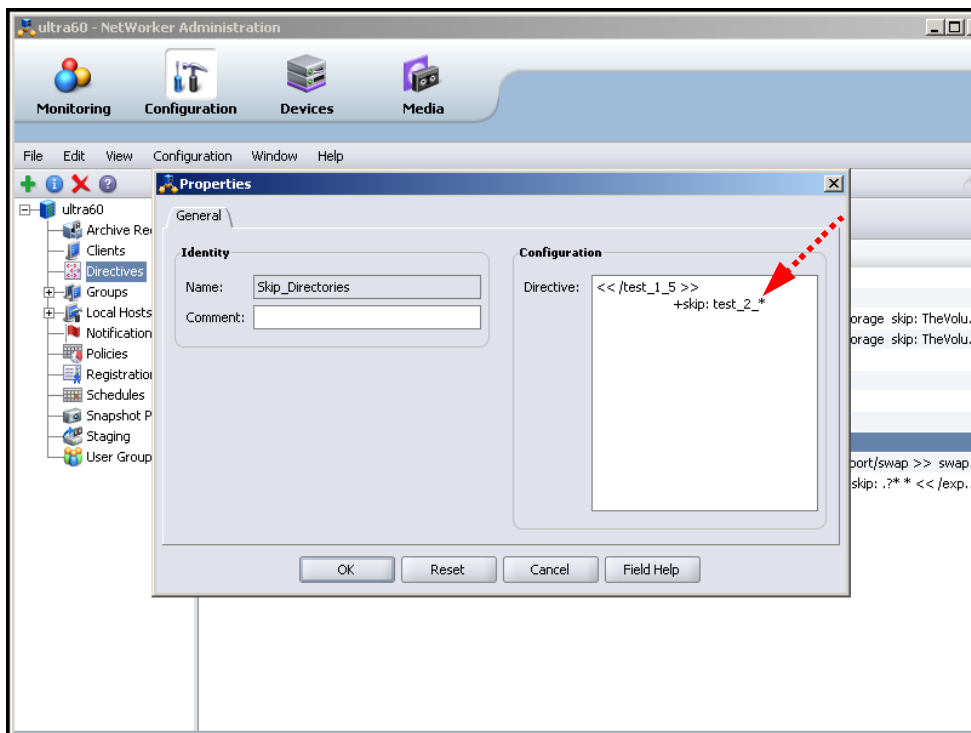 ultra60 - NetWorker Administration
Monitoring Configuration Devices Media
File Edit View Configuration Window Help
Properties
General
ultra60
Archive Re
Clients
Directives
Groups
Local Hosts
Notification
Policies
Registratio
Schedules
Snapshot P
Staging
User Group
Identity
Name: Skip_Directories
Comment:
Configuration
Directive: << /test_1_5 >>
+skip: test_2_*
OK Reset Cancel Field Help
orage skip: TheVolu.
orage skip: TheVolu.
port/swap >> swap.
skip: .?* * << /exp.